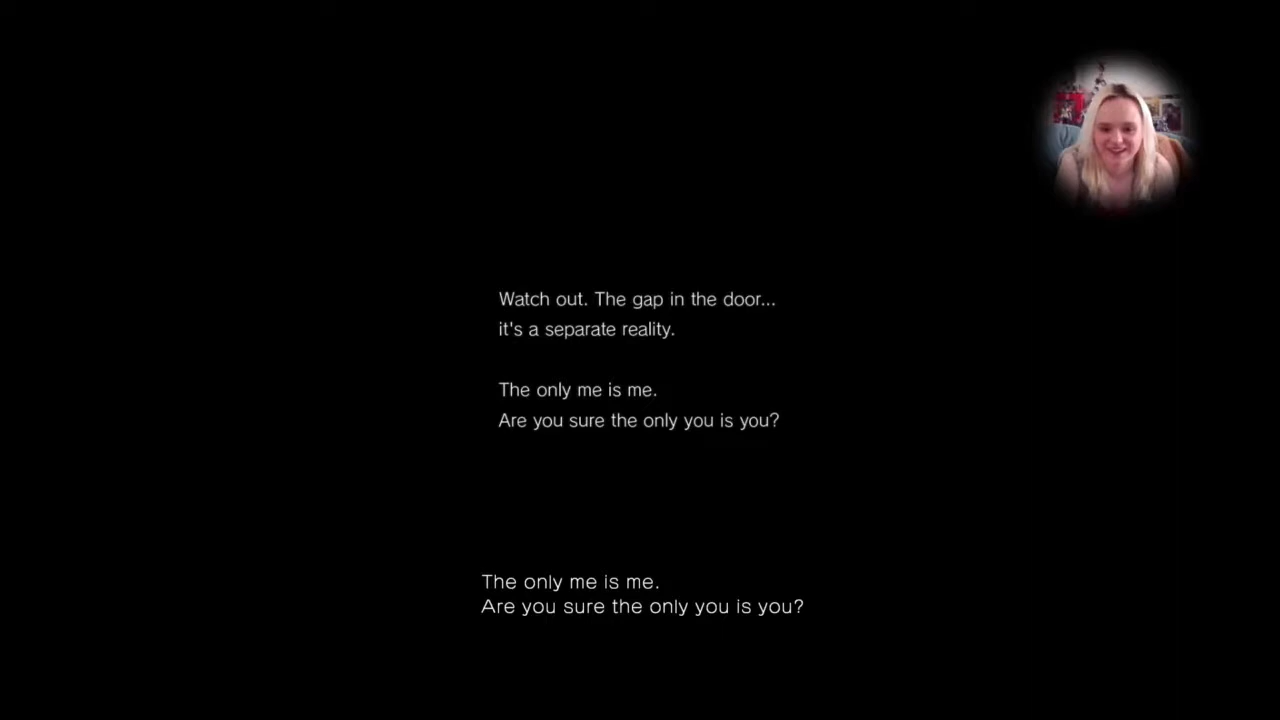 Watch out. The gap in the door...
it's a separate reality.
The only me is me.
Are you sure the only you is you?
The only me is me.
Are you sure the only you is you?